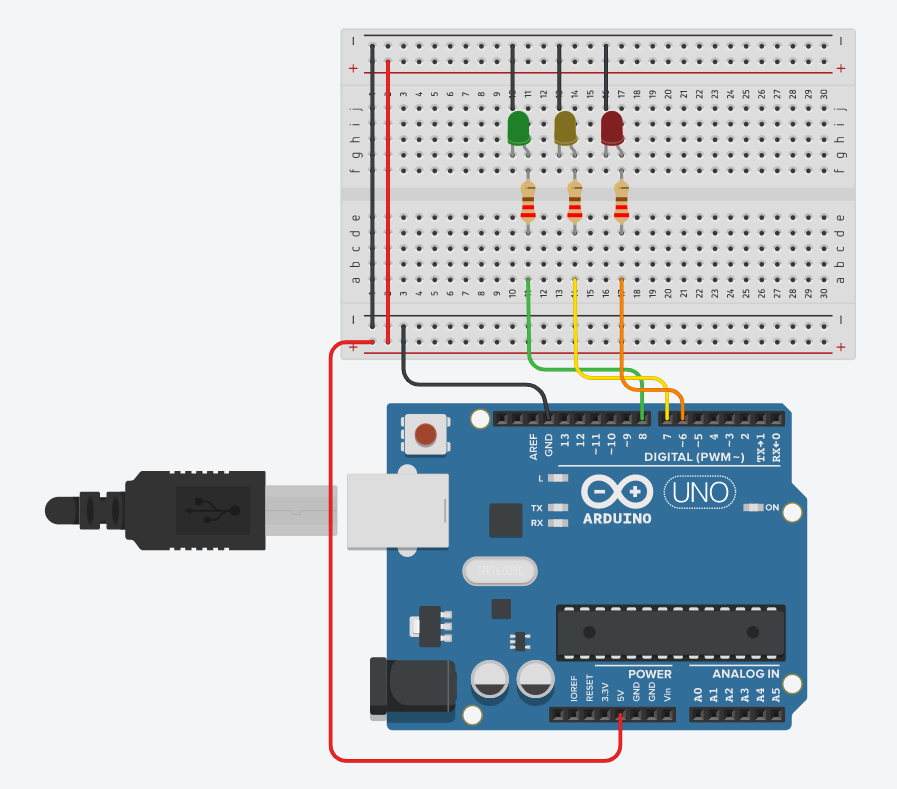 − −
+ +
1 2 3 4 5 6 7 8 9 10 11 12 13 14 15 16 17 18 19 20 21 22 23 24 25 26 27 28 29 30
j j
i i
h h
g g
f f
e e
d d
c c
b b
a a
1 2 3 4 5 6 7 8 9 10 11 12 13 14 15 16 17 18 19 20 21 22 23 24 25 26 27 28 29 30
− −
+ +
AREF GND 13 12 ~11 ~10 ~9 8 7 ~6 ~5 4 ~3 2 TX→1 RX←0
DIGITAL (PWM~)
L
TX
RX
ARDUINO
UNO
ON
POWER
ANALOG IN
IOREF RESET 3.3V 5V GND GND Vin
A0 A1 A2 A3 A4 A5